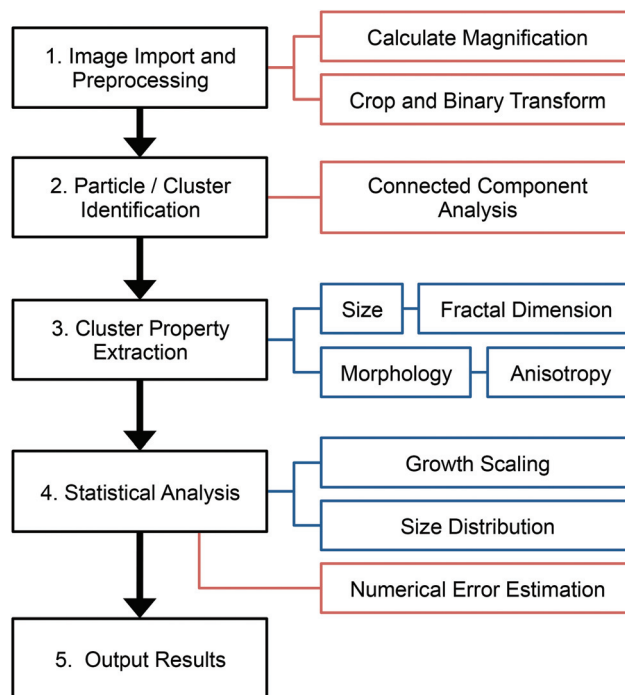 1. Image Import and
Preprocessing
Calculate Magnification
Crop and Binary Transform
2. Particle / Cluster
Identification
Connected Component
Analysis
3. Cluster Property
Extraction
Size
Fractal Dimension
Morphology
Anisotropy
4. Statistical Analysis
Growth Scaling
Size Distribution
Numerical Error Estimation
5. Output Results